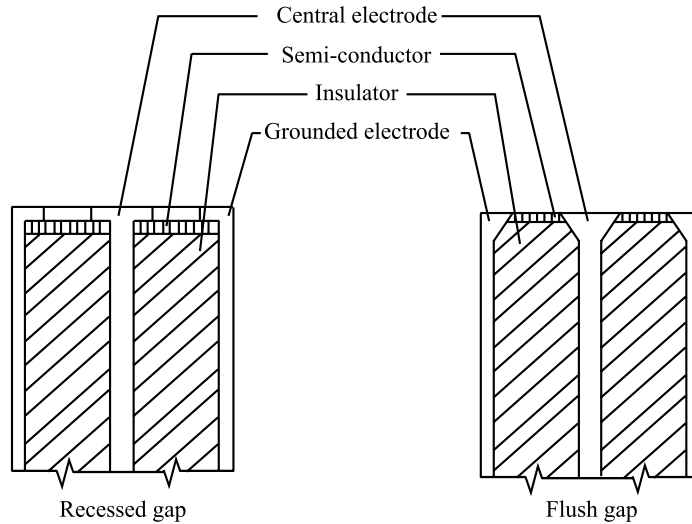 Central electrode
Semi-conductor
Insulator
Grounded electrode
Recessed gap
Flush gap